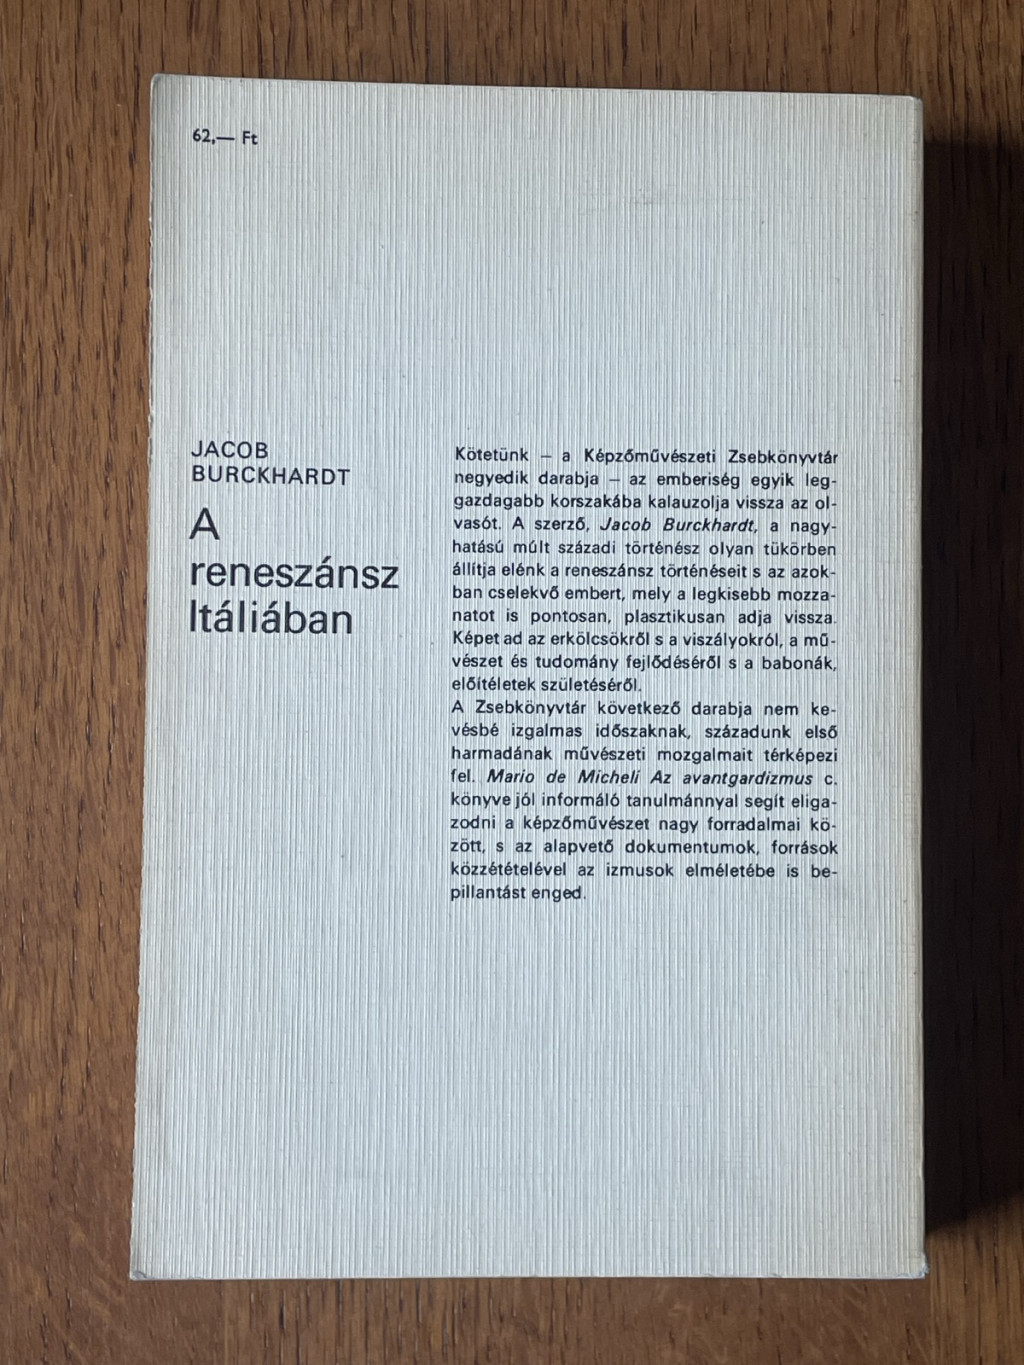 62,— Ft
JACOB
BURCKHARDT
A
reneszánsz
Itáliában
Kötetünk – a Képzőművészeti Zsebkönyvtár
negyedik darabja – az emberiség egyik leg-
gazdagabb korszakába kalauzolja vissza az ol-
vasót. A szerző, Jacob Burckhardt, a nagy-
hatású múlt századi történész olyan tükörben
állítja elénk a reneszánsz történéseit s az azok-
ban cselekvő embert, mely a legkisebb mozza-
natot is pontosan, plasztikusan adja vissza.
Képet ad az erkölcsökről s a viszályokról, a mű-
vészet és tudomány fejlődéséről s a babonák,
előítéletek születéséről.
A Zsebkönyvtár következő darabja nem ke-
vésbé izgalmas időszaknak, századunk első
harmadának művészeti mozgalmait térképezi
fel. Mario de Micheli Az avantgardizmus c.
könyve jól informáló tanulmánnyal segít eliga-
zodni a képzőművészet nagy forradalmai kö-
zött, s az alapvető dokumentumok, források
közzétételével az izmusok elméletébe is be-
pillantást enged.